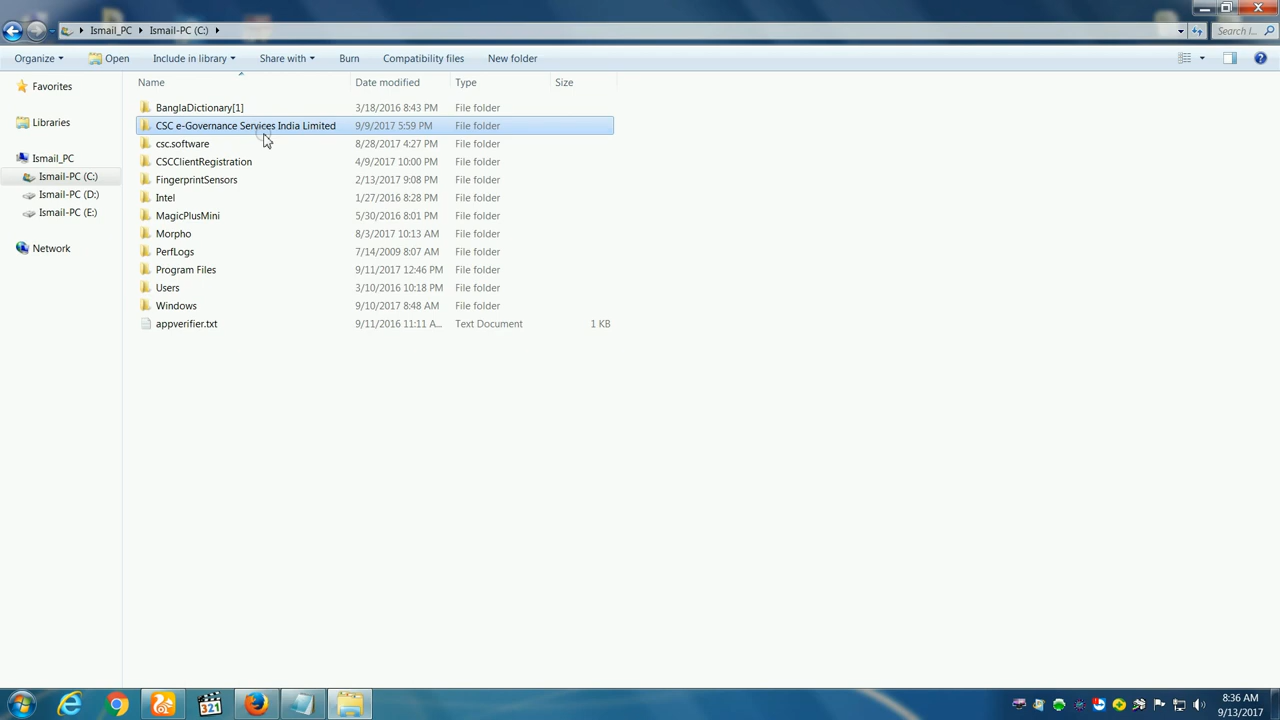 Ismail_PC Ismail-PC (C:) Search I...
Organize Open Include in library Share with Burn Compatibility files New folder
Name Date modified Type Size
Favorites
Libraries
Ismail_PC
Ismail-PC (C:)
Ismail-PC (D:)
Ismail-PC (E:)
Network
BanglaDictionary[1] 3/18/2016 8:43 PM File folder
CSC e-Governance Services India Limited 9/9/2017 5:59 PM File folder
csc.software 8/28/2017 4:27 PM File folder
CSCClientRegistration 4/9/2017 10:00 PM File folder
FingerprintSensors 2/13/2017 9:08 PM File folder
Intel 1/27/2016 8:28 PM File folder
MagicPlusMini 5/30/2016 8:01 PM File folder
Morpho 8/3/2017 10:13 AM File folder
PerfLogs 7/14/2009 8:07 AM File folder
Program Files 9/11/2017 12:46 PM File folder
Users 3/10/2016 10:18 PM File folder
Windows 9/10/2017 8:48 AM File folder
appverifier.txt 9/11/2016 11:11 A... Text Document 1 KB
321
8:36 AM
9/13/2017